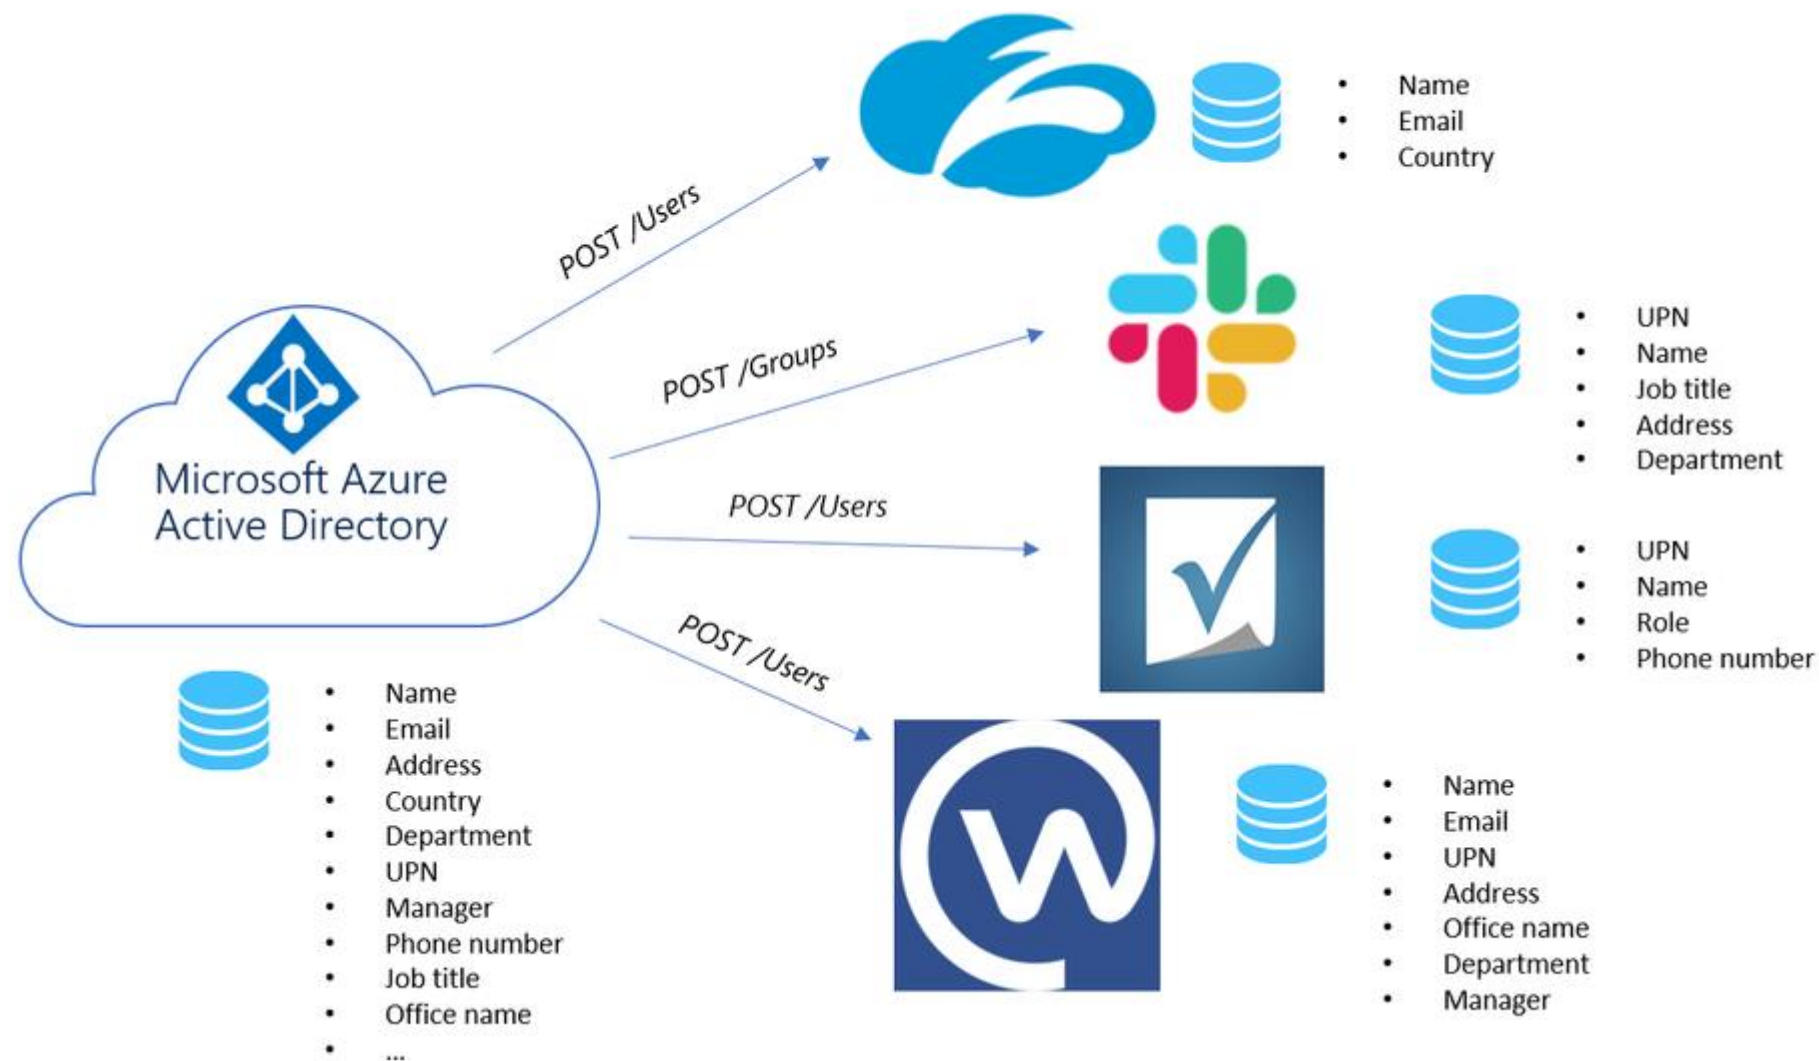 POST /Users
• Name
• Email
• Country
POST /Groups
• UPN
• Name
• Job title
• Address
• Department
Microsoft Azure
Active Directory
POST /Users
• UPN
• Name
• Role
• Phone number
POST /Users
• Name
• Email
• Address
• Country
• Department
• UPN
• Manager
• Phone number
• Job title
• Office name
• ...
W
• Name
• Email
• UPN
• Address
• Office name
• Department
• Manager